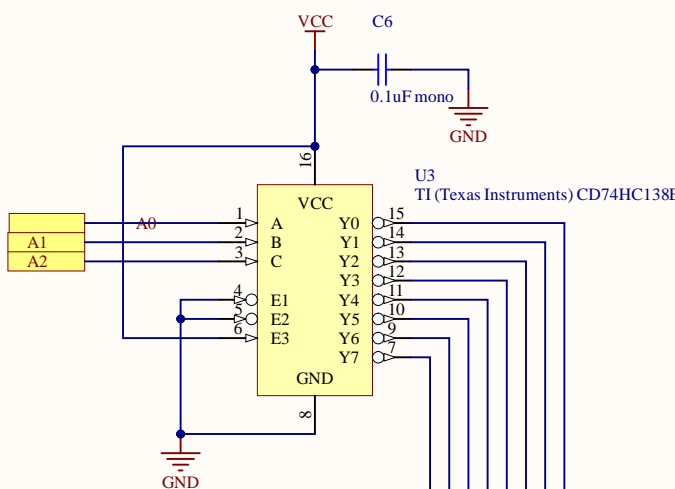 VCC
C6
0.1uF mono
GND
16
U3
TI (Texas Instruments) CD74HC138E
VCC
A0
1
A
Y0
15
A1
2
B
Y1
14
A2
3
C
Y2
13
Y3
12
4
E1
Y4
11
5
E2
Y5
10
6
E3
Y6
9
Y7
7
GND
8
GND